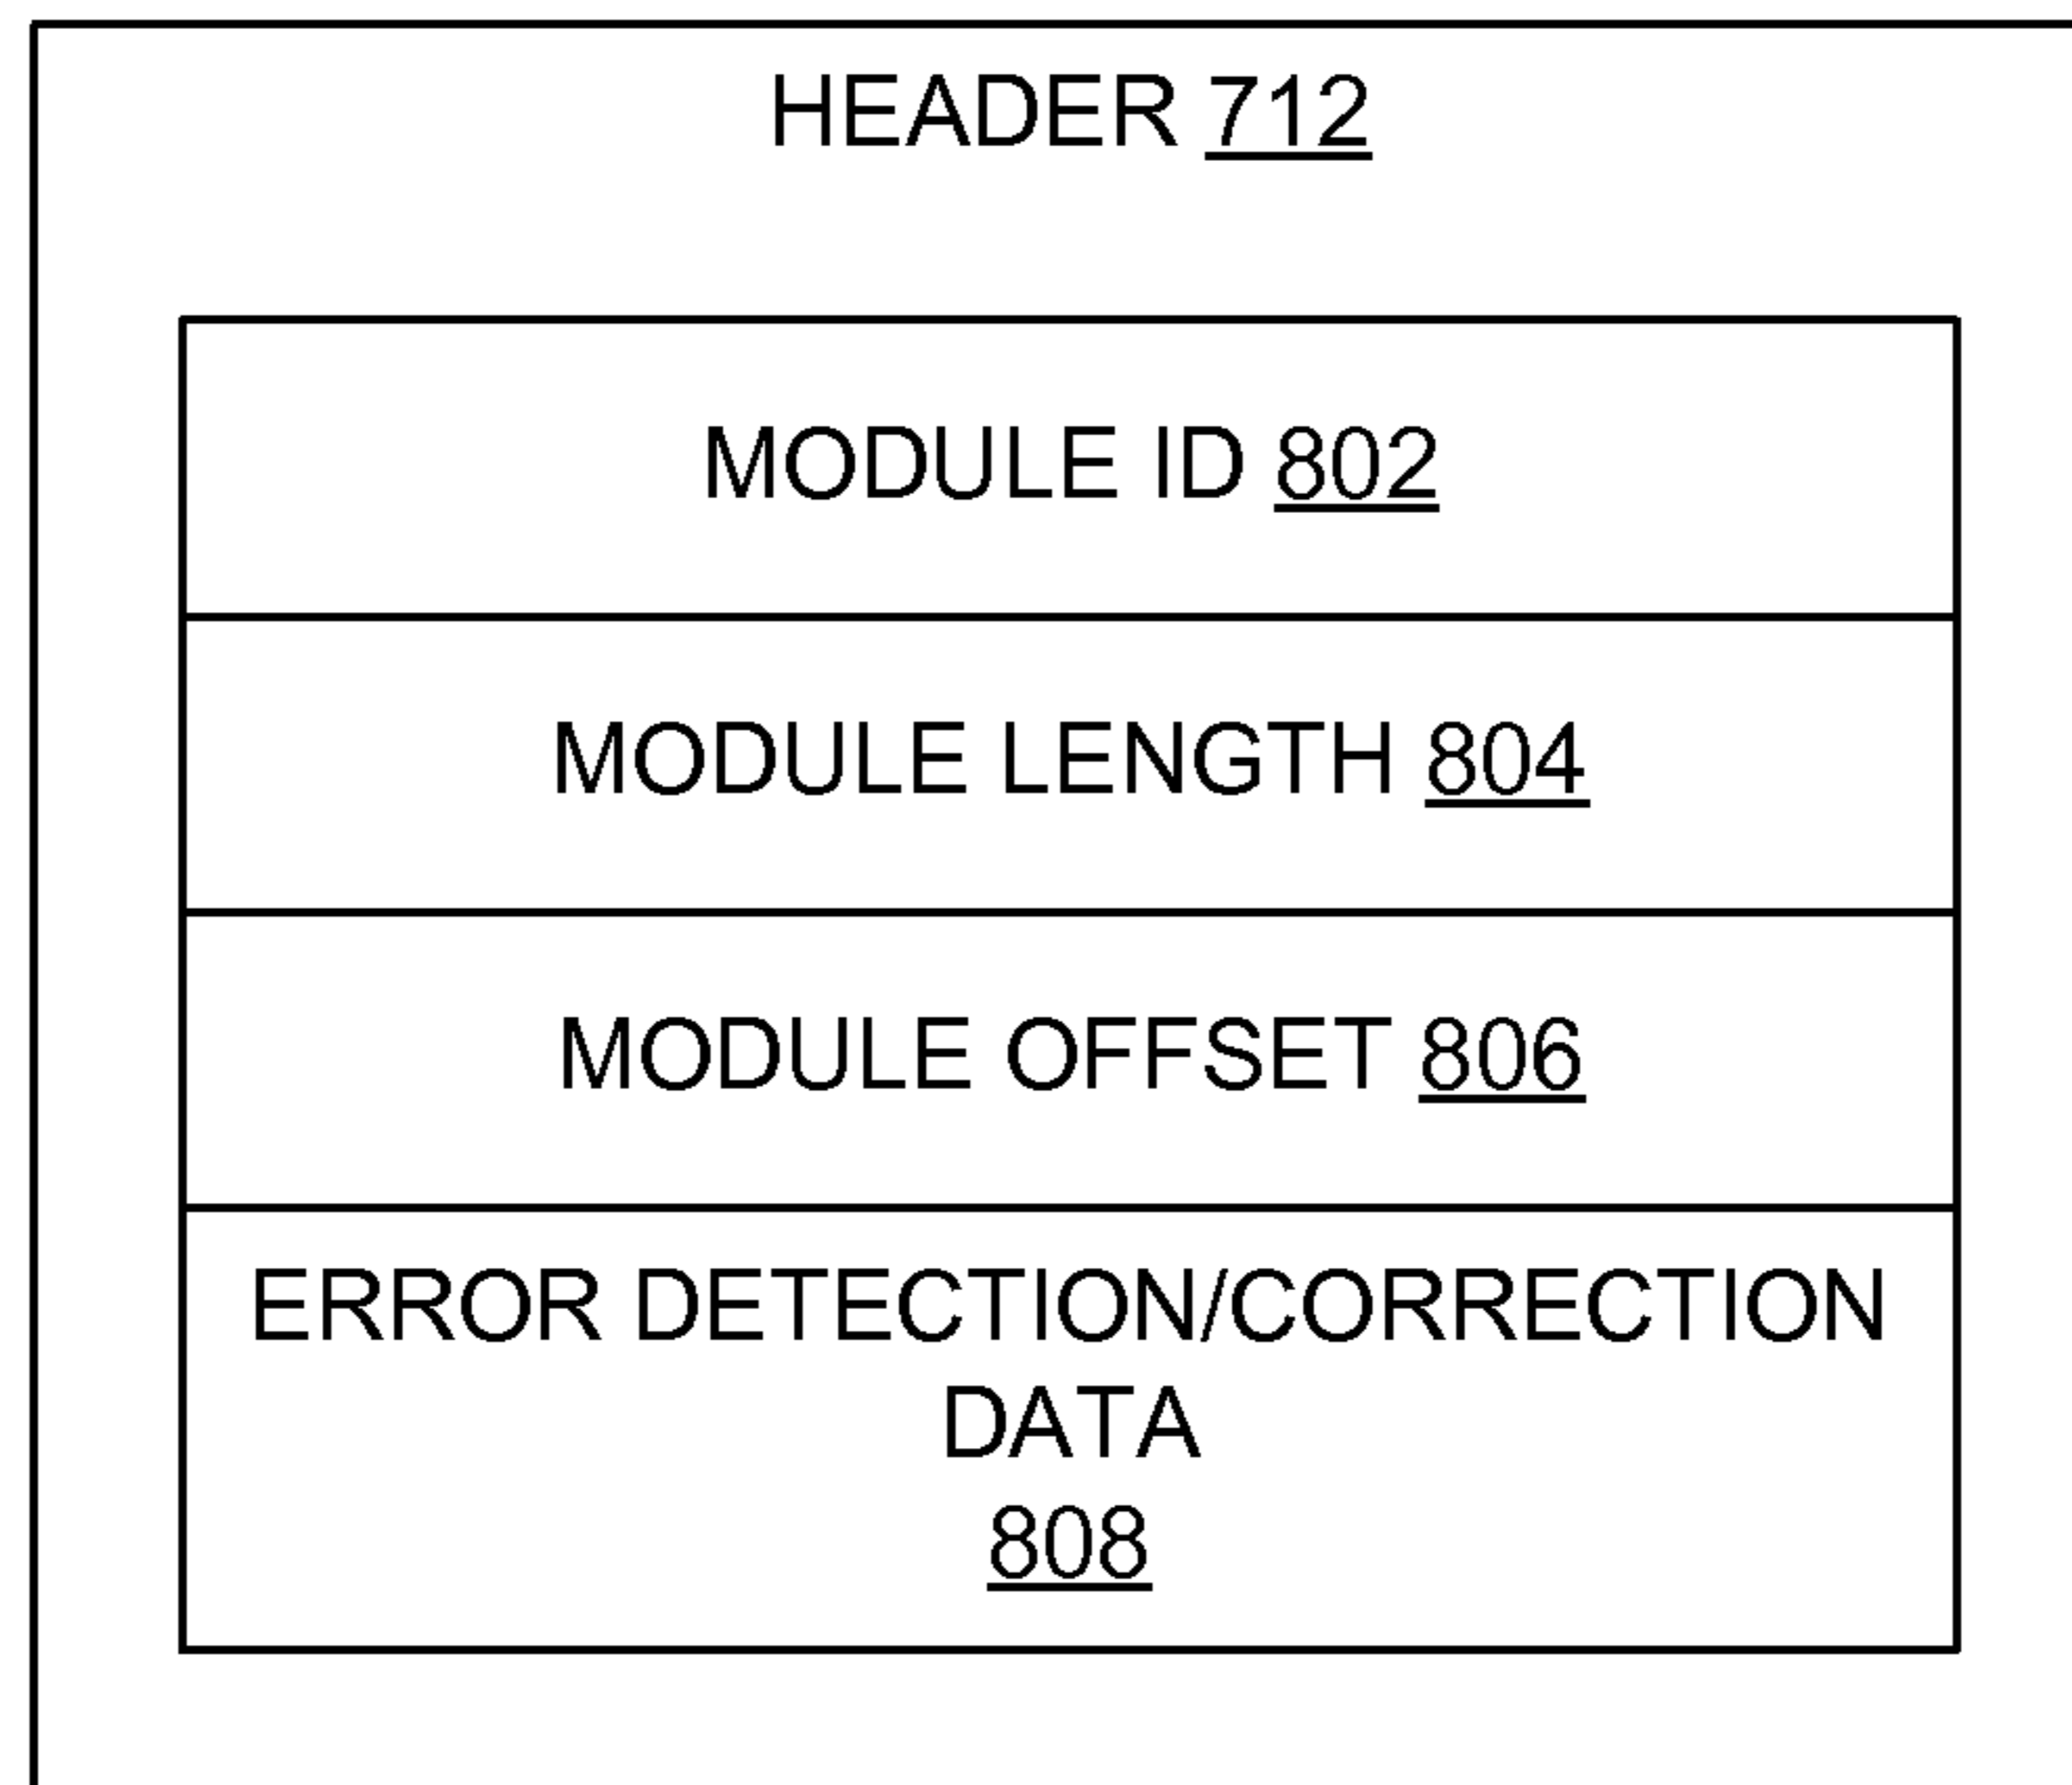 HEADER 712
MODULE ID 802
MODULE LENGTH 804
MODULE OFFSET 806
ERROR DETECTION/CORRECTION
DATA
808